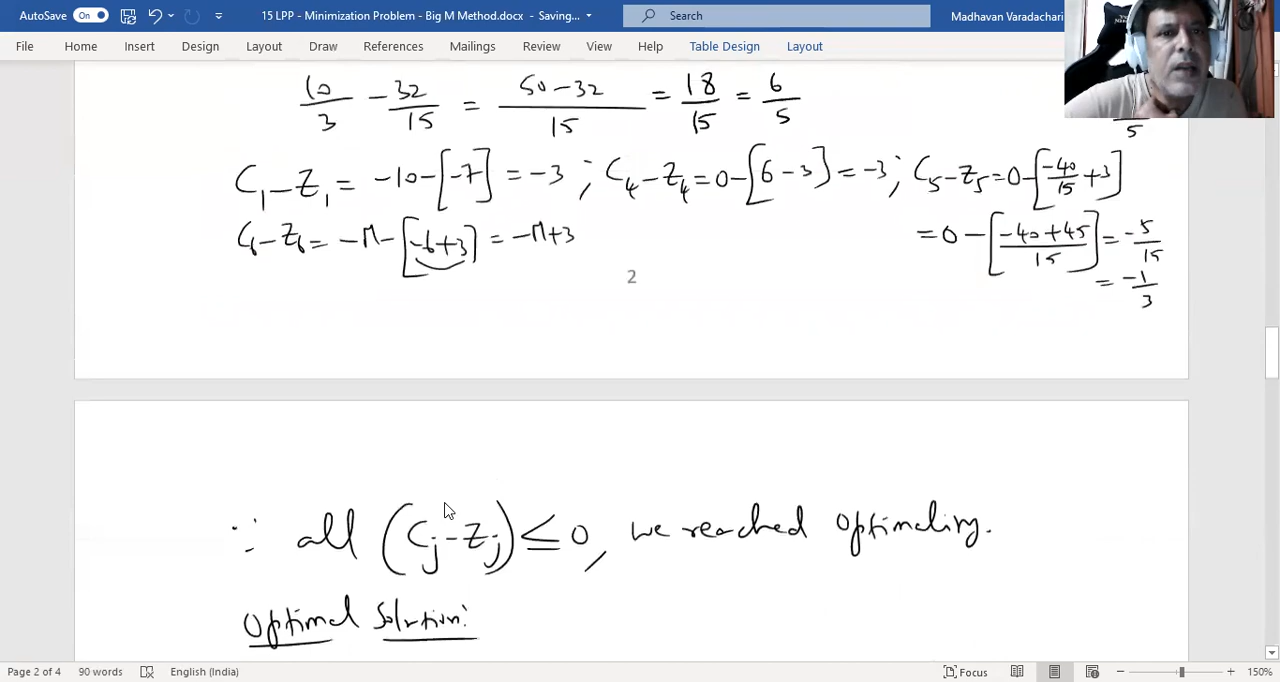 AutoSave On 15 LPP - Minimization Problem - Big M Method.docx - Saving... Search Madhavan Varadachari
File Home Insert Design Layout Draw References Mailings Review View Help Table Design Layout
10/3 - 32/15 = (50-32)/15 = 18/15 = 6/5
5
C₁-Z₁ = -10-[-7] = -3 ; C₄-Z₄ = 0-[6-3] = -3 ; C₅-Z₅ = 0-[-40/15 + 3]
C₆-Z₆ = -M-[-6+3] = -M+3
= 0 - [(-40+45)/15] = -5/15
= -1/3
2
∵ all (Cj-Zj) ≤ 0, we reached optimality.
Optimal Solution:
Page 2 of 4 90 words English (India) Focus 150%